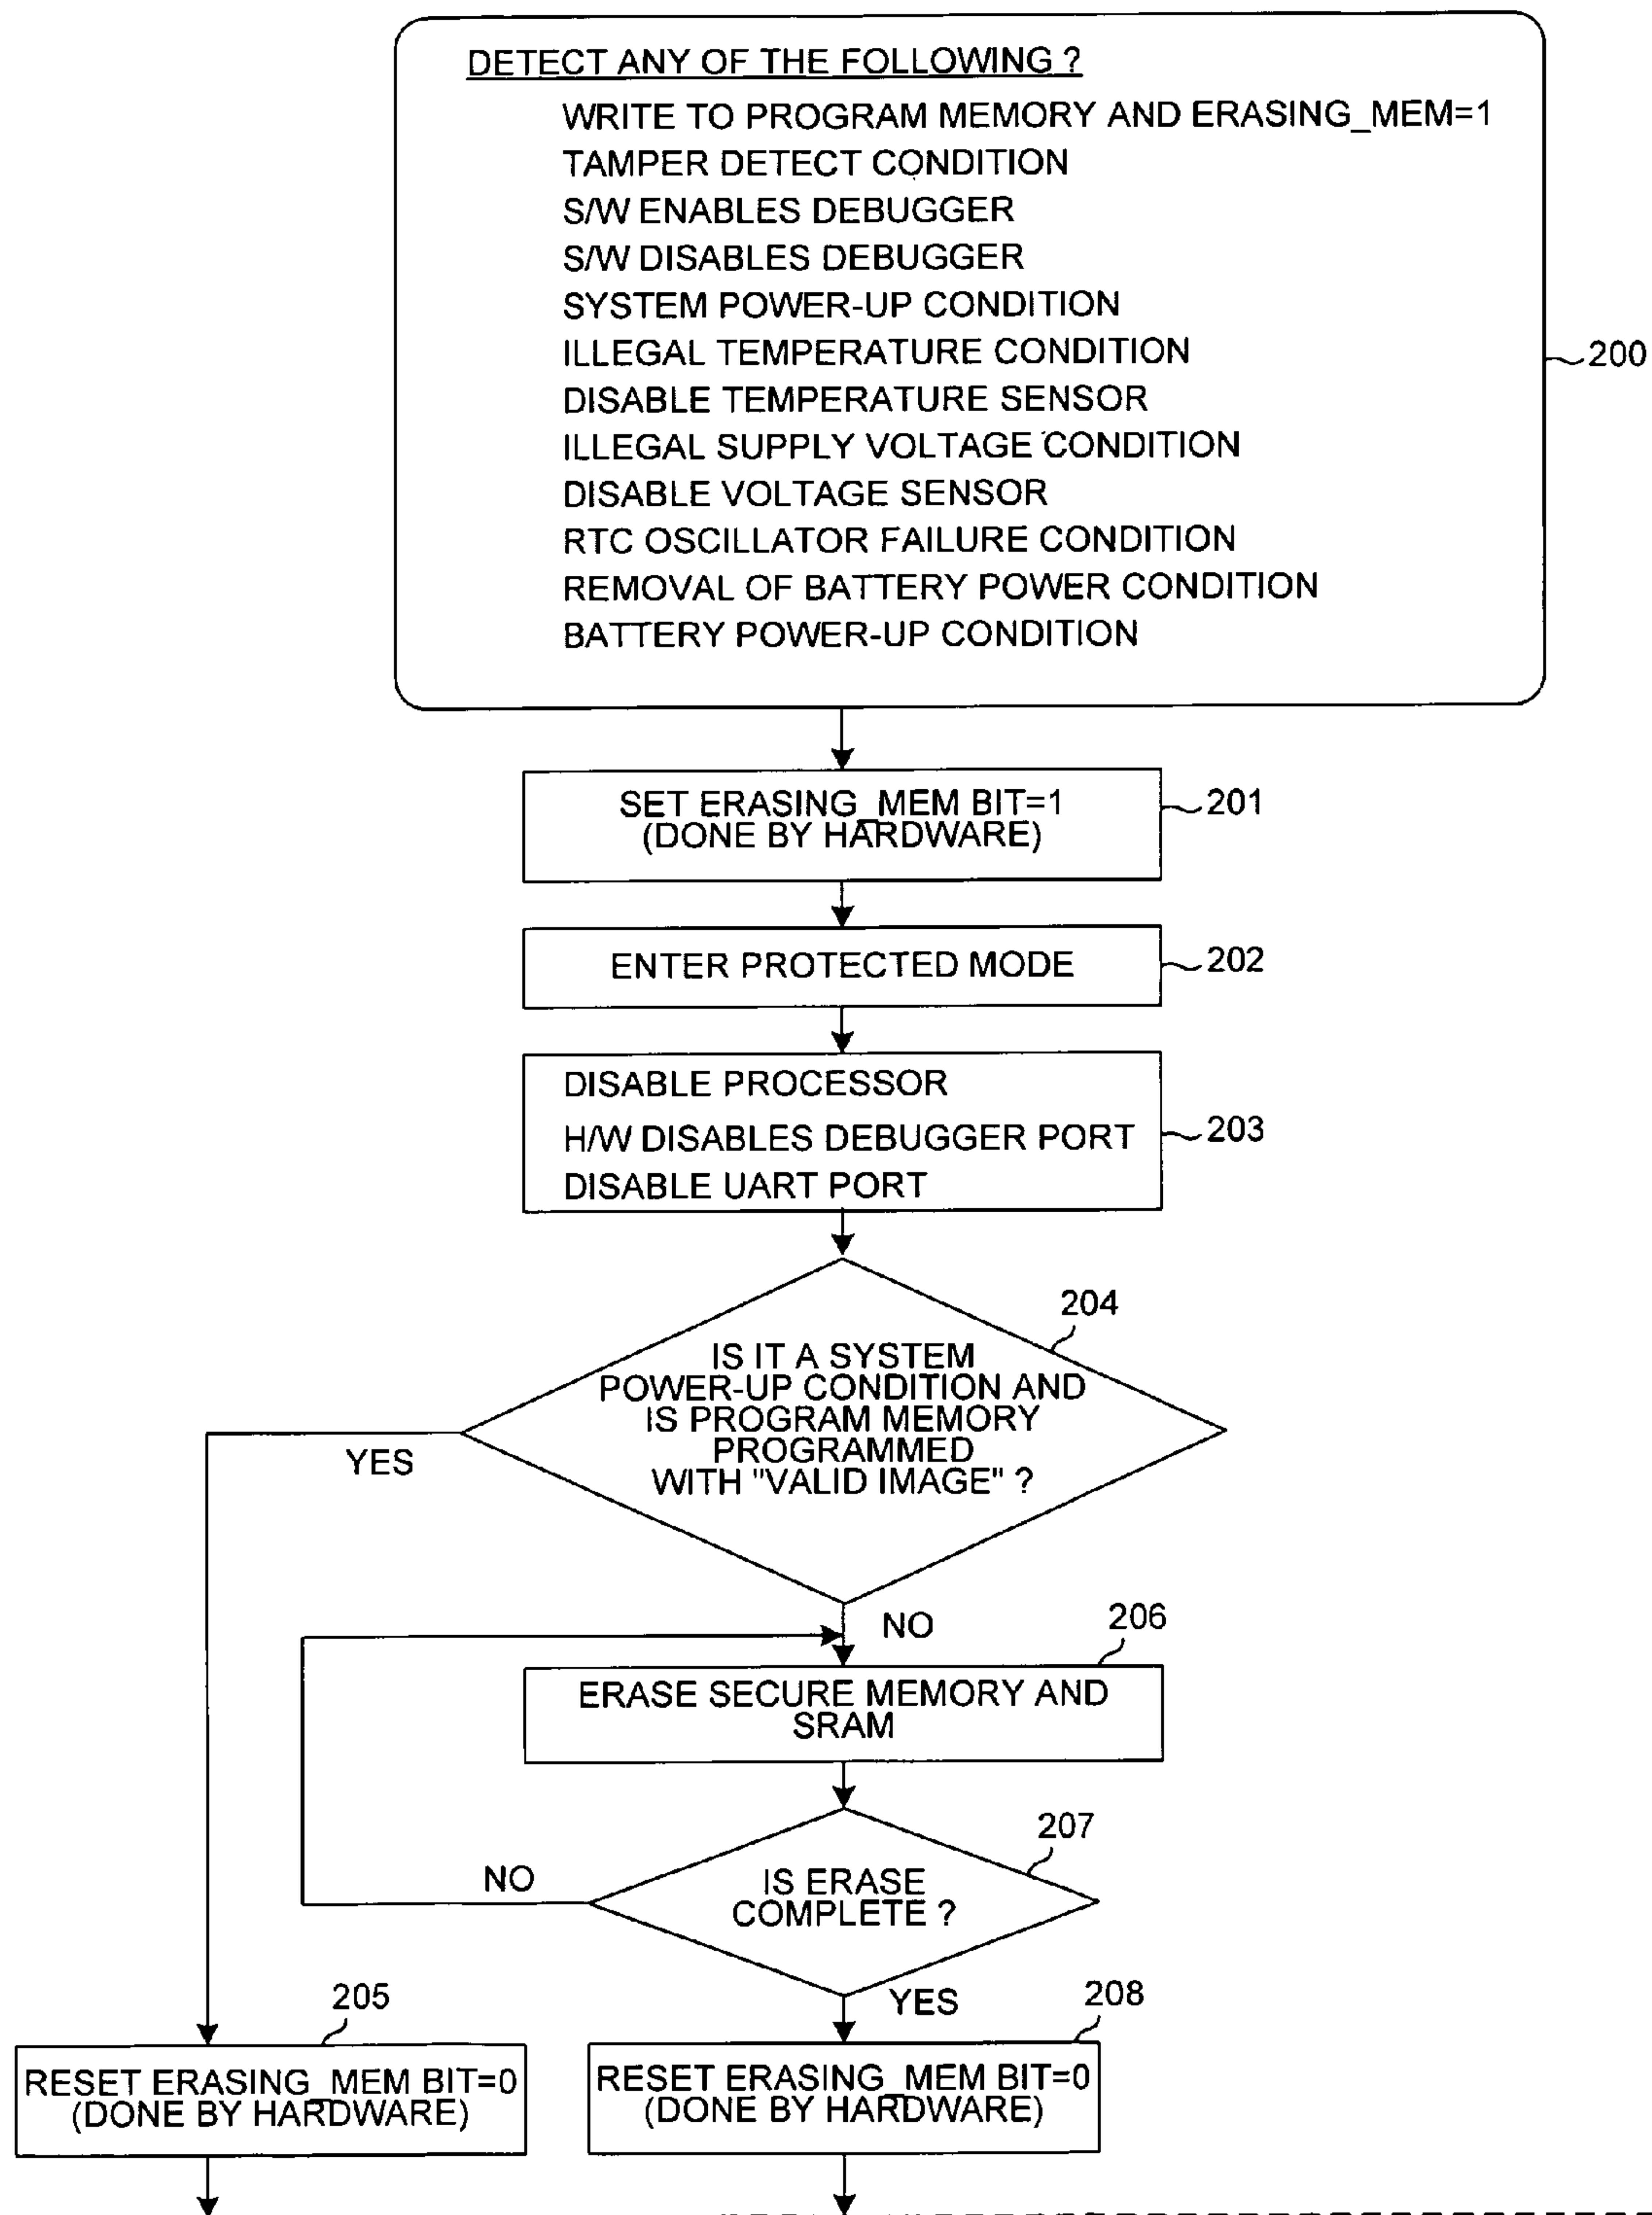 DETECT ANY OF THE FOLLOWING ?
WRITE TO PROGRAM MEMORY AND ERASING_MEM=1
TAMPER DETECT CONDITION
S/W ENABLES DEBUGGER
S/W DISABLES DEBUGGER
SYSTEM POWER-UP CONDITION
ILLEGAL TEMPERATURE CONDITION
200
DISABLE TEMPERATURE SENSOR
ILLEGAL SUPPLY VOLTAGE CONDITION
DISABLE VOLTAGE SENSOR
RTC OSCILLATOR FAILURE CONDITION
REMOVAL OF BATTERY POWER CONDITION
BATTERY POWER-UP CONDITION
SET ERASING_MEM BIT=1
(DONE BY HARDWARE)
201
ENTER PROTECTED MODE
202
DISABLE PROCESSOR
H/W DISABLES DEBUGGER PORT
DISABLE UART PORT
203
204
IS IT A SYSTEM
POWER-UP CONDITION AND
IS PROGRAM MEMORY
PROGRAMMED
WITH "VALID IMAGE" ?
YES
NO
206
ERASE SECURE MEMORY AND
SRAM
207
IS ERASE
COMPLETE ?
NO
YES
205
RESET ERASING_MEM BIT=0
(DONE BY HARDWARE)
208
RESET ERASING_MEM BIT=0
(DONE BY HARDWARE)